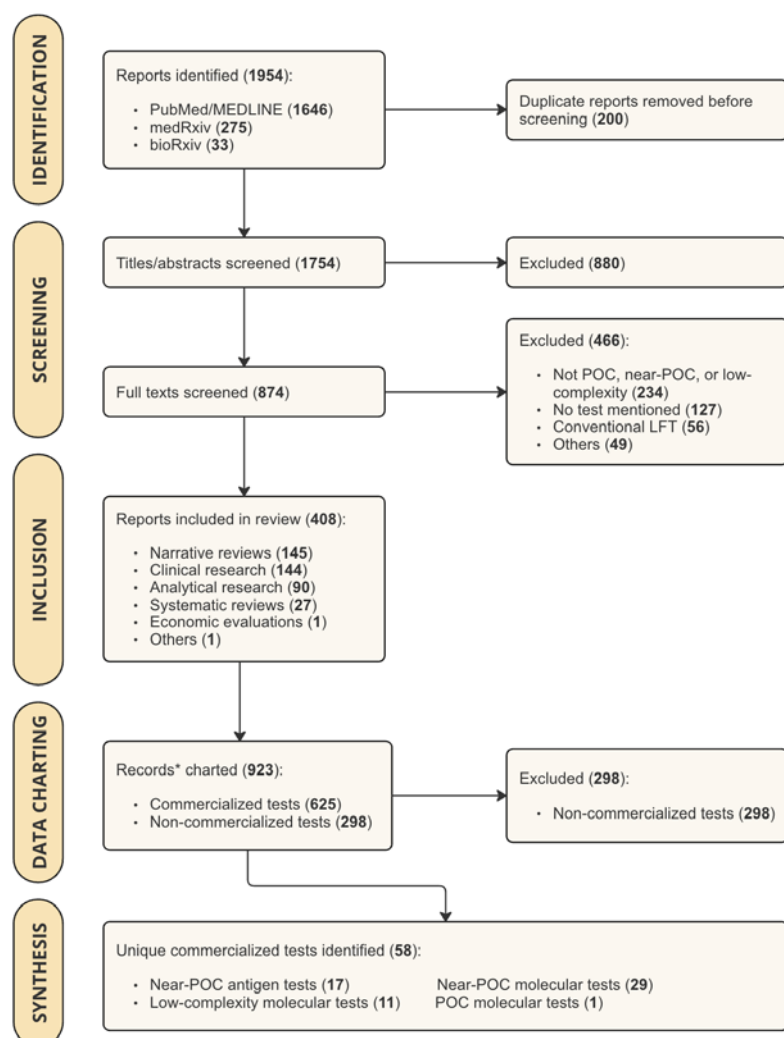 IDENTIFICATION
Reports identified (1954):
• PubMed/MEDLINE (1646)
• medRxiv (275)
• bioRxiv (33)
Duplicate reports removed before
screening (200)
SCREENING
Titles/abstracts screened (1754)
Excluded (880)
Full texts screened (874)
Excluded (466):
• Not POC, near-POC, or low-
complexity (234)
• No test mentioned (127)
• Conventional LFT (56)
• Others (49)
INCLUSION
Reports included in review (408):
• Narrative reviews (145)
• Clinical research (144)
• Analytical research (90)
• Systematic reviews (27)
• Economic evaluations (1)
• Others (1)
DATA CHARTING
Records* charted (923):
• Commercialized tests (625)
• Non-commercialized tests (298)
Excluded (298):
• Non-commercialized tests (298)
SYNTHESIS
Unique commercialized tests identified (58):
• Near-POC antigen tests (17) Near-POC molecular tests (29)
• Low-complexity molecular tests (11) POC molecular tests (1)